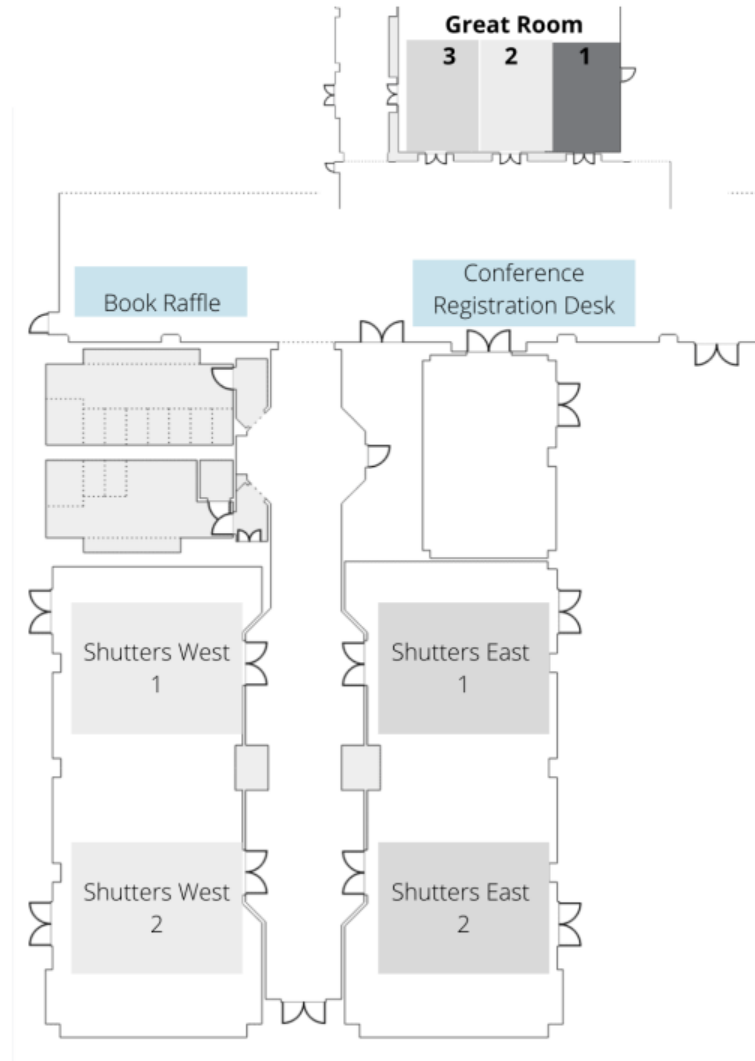 Great Room
3 2 1
Book Raffle
Conference
Registration Desk
Shutters West
1
Shutters East
1
Shutters West
2
Shutters East
2